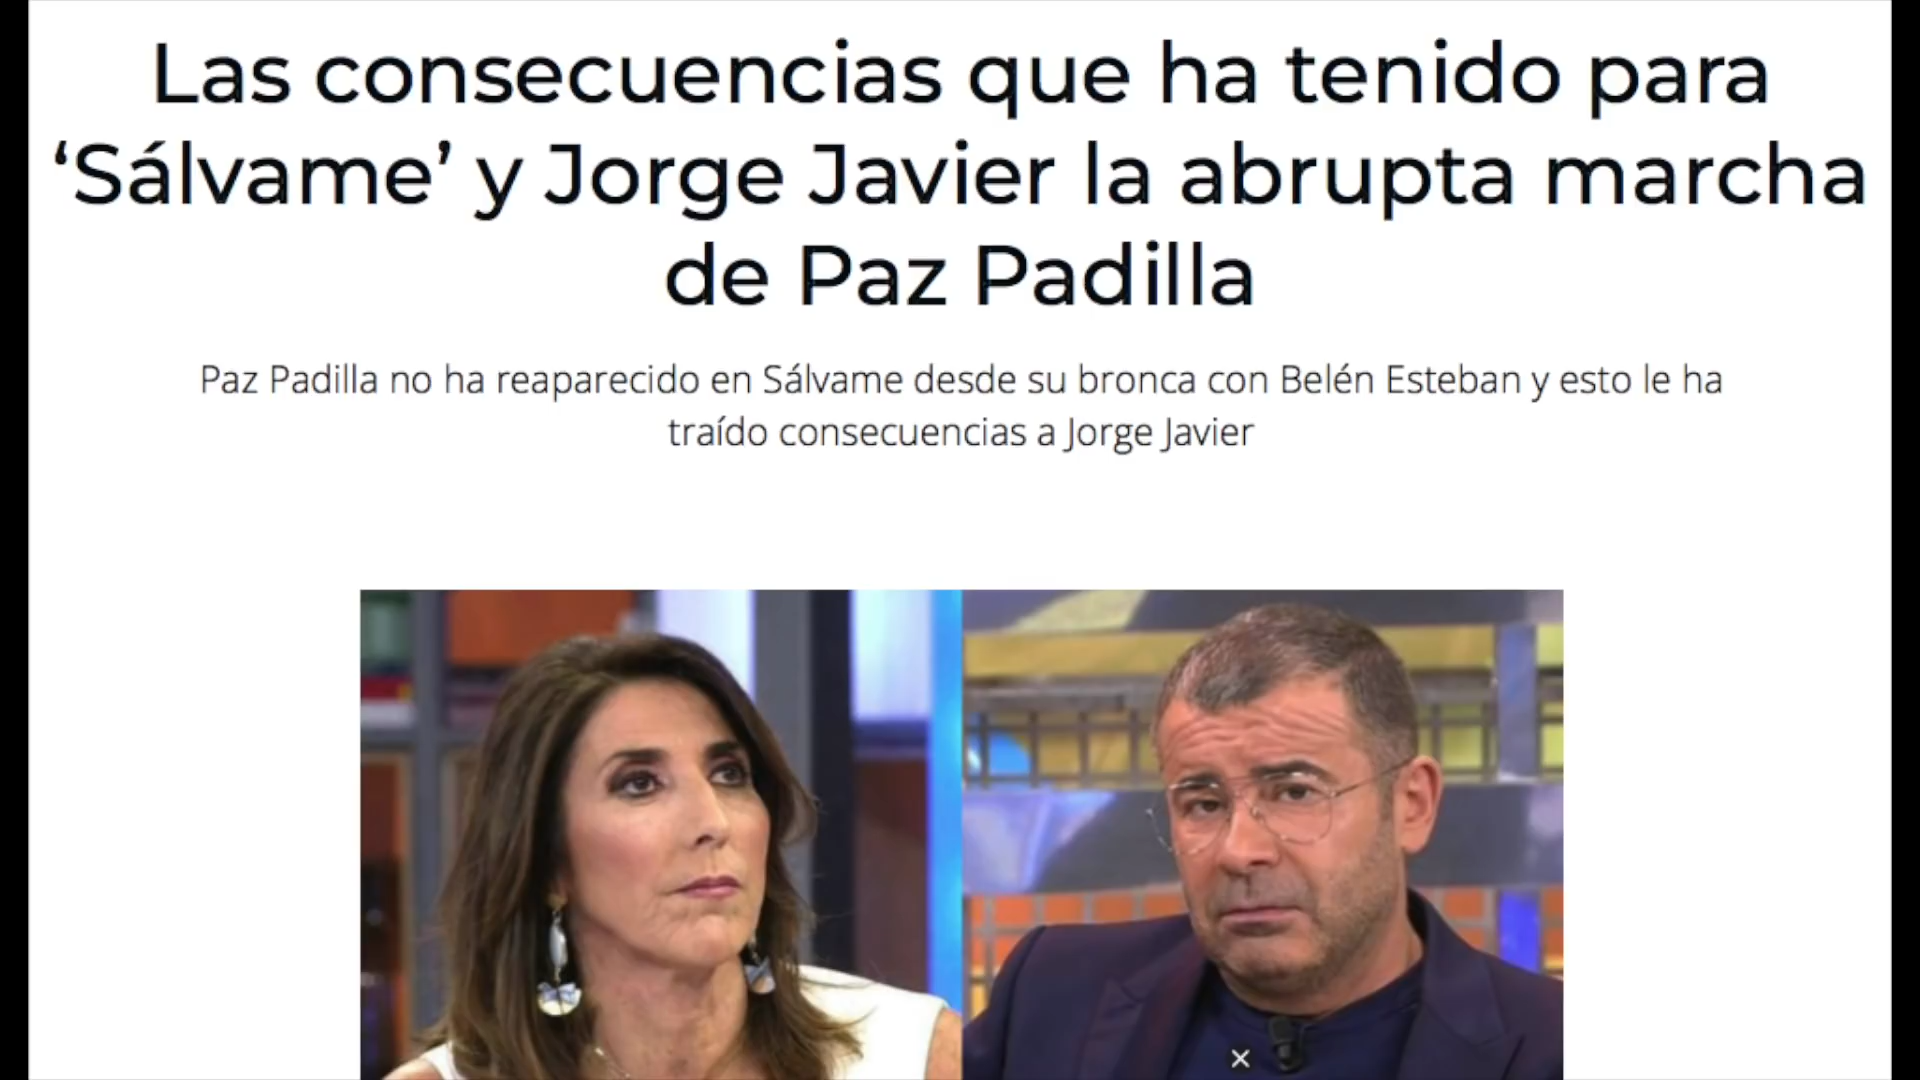 Las consecuencias que ha tenido para
‘Sálvame’ y Jorge Javier la abrupta marcha
de Paz Padilla
Paz Padilla no ha reaparecido en Sálvame desde su bronca con Belén Esteban y esto le ha
traído consecuencias a Jorge Javier